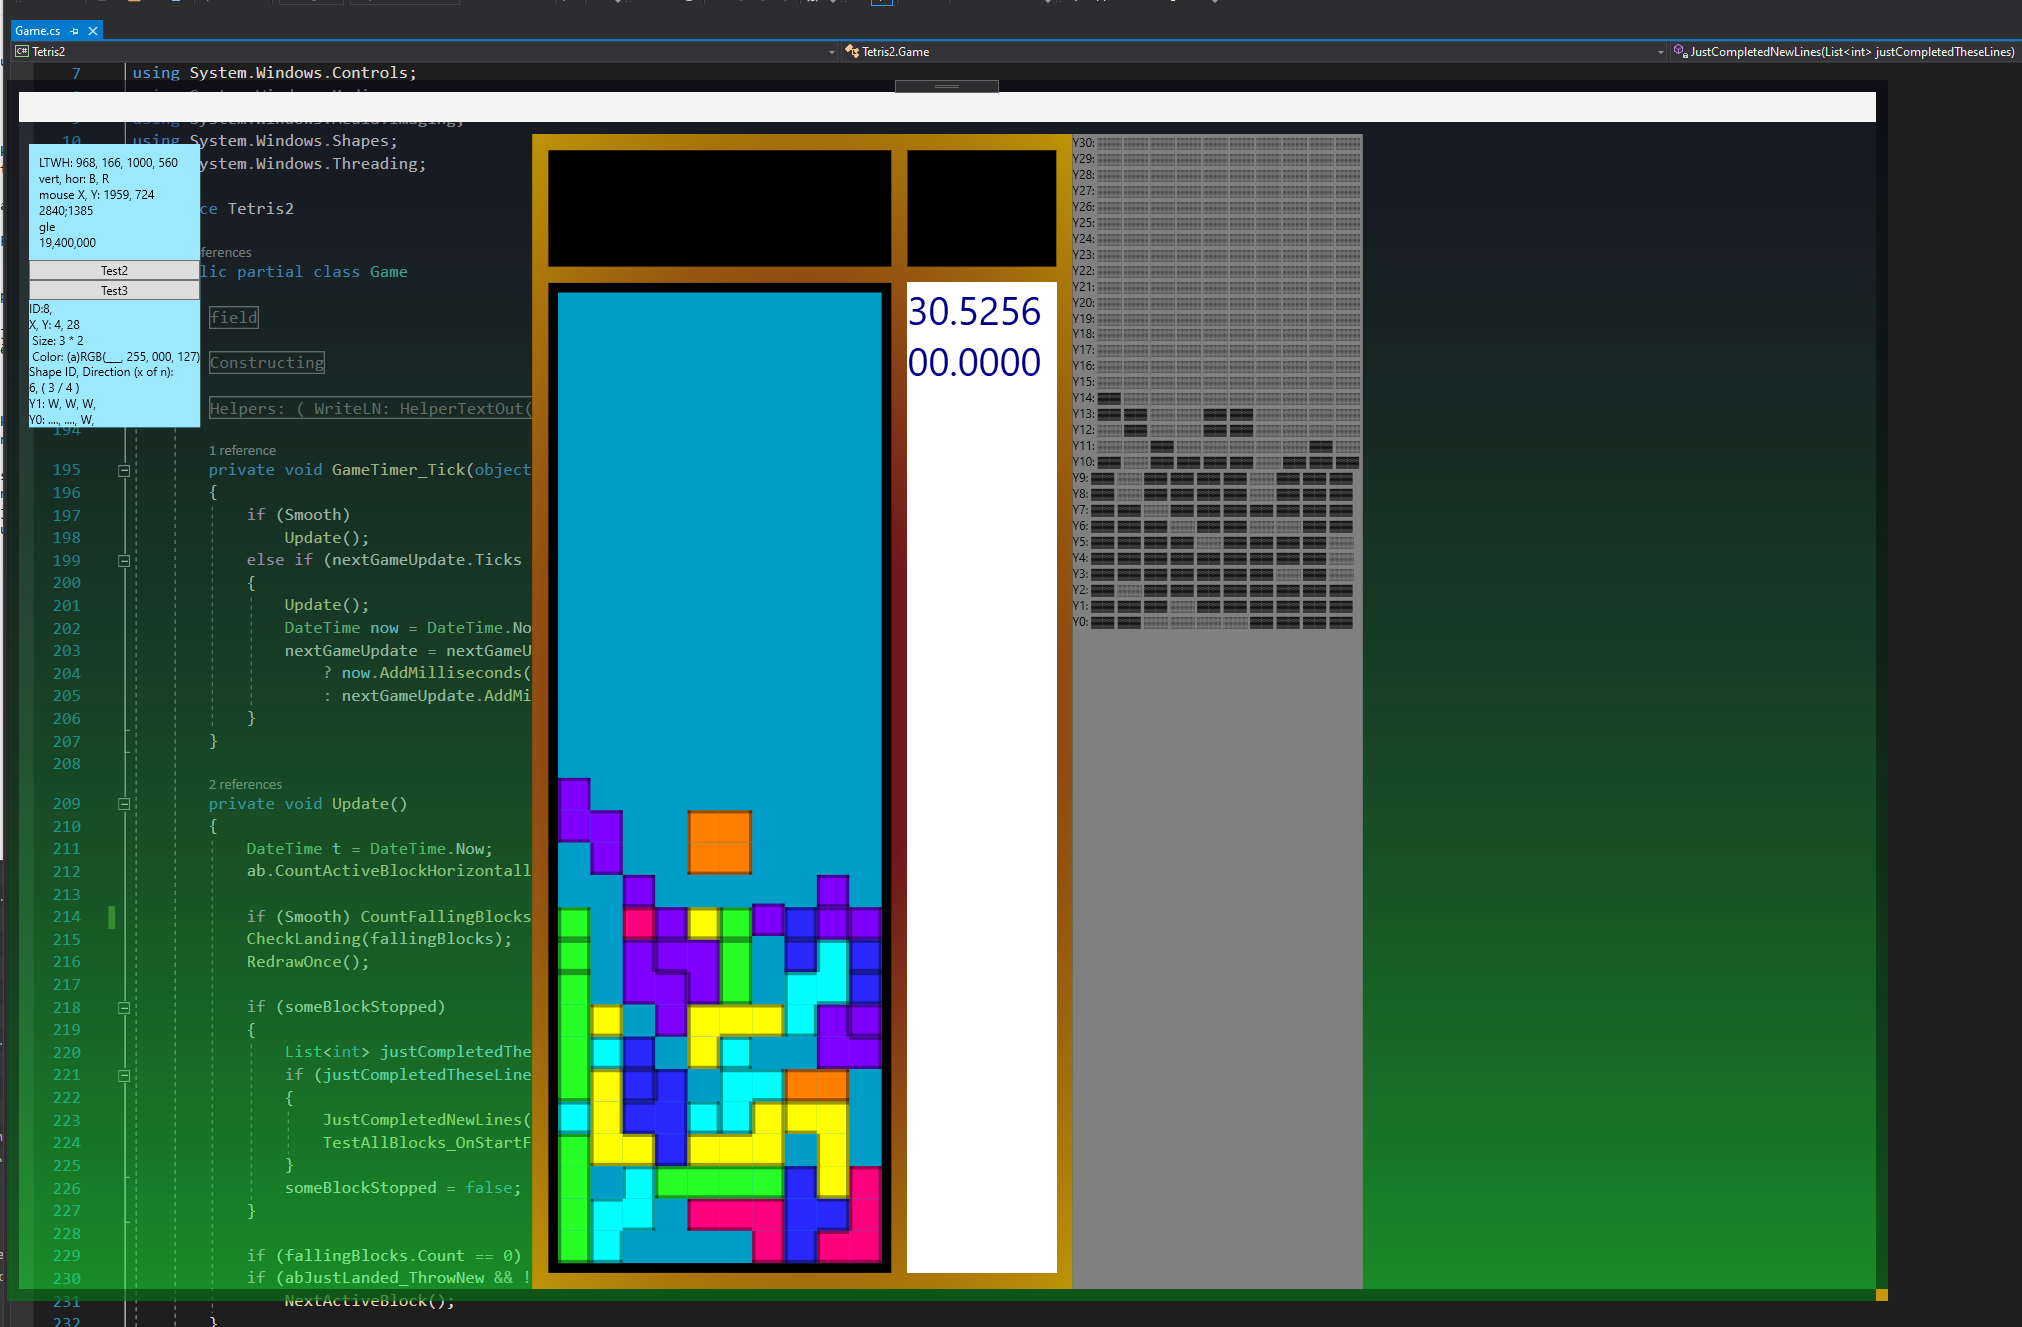 Game.cs
C# Tetris2
Tetris2.Game
JustCompletedNewLines(List<int> justCompletedTheseLines)
7 using System.Windows.Controls;
10 using System.Windows.Shapes;
System.Windows.Threading;
ce Tetris2
ferences
lic partial class Game
field
Constructing
Helpers: ( WriteLN: HelperTextOut(
194
1 reference
195 private void GameTimer_Tick(object
196 {
197 if (Smooth)
198 Update();
199 else if (nextGameUpdate.Ticks
200 {
201 Update();
202 DateTime now = DateTime.No
203 nextGameUpdate = nextGameU
204 ? now.AddMilliseconds(
205 : nextGameUpdate.AddMi
206 }
207 }
208
2 references
209 private void Update()
210 {
211 DateTime t = DateTime.Now;
212 ab.CountActiveBlockHorizontall
213
214 if (Smooth) CountFallingBlocks
215 CheckLanding(fallingBlocks);
216 RedrawOnce();
217
218 if (someBlockStopped)
219 {
220 List<int> justCompletedThe
221 if (justCompletedTheseLine
222 {
223 JustCompletedNewLines(
224 TestAllBlocks_OnStartF
225 }
226 someBlockStopped = false;
227 }
228
229 if (fallingBlocks.Count == 0)
230 if (abJustLanded_ThrowNew && !
231 NextActiveBlock();
232 }
LTWH: 968, 166, 1000, 560
vert, hor: B, R
mouse X, Y: 1959, 724
2840;1385
gle
19,400,000
Test2
Test3
ID:8,
X, Y: 4, 28
Size: 3 * 2
Color: (a)RGB(___, 255, 000, 127)
Shape ID, Direction (x of n):
6, ( 3 / 4 )
Y1: W, W, W,
Y0: ...., ...., W,
30.5256
00.0000
Y30:
Y29:
Y28:
Y27:
Y26:
Y25:
Y24:
Y23:
Y22:
Y21:
Y20:
Y19:
Y18:
Y17:
Y16:
Y15:
Y14:
Y13:
Y12:
Y11:
Y10:
Y9:
Y8:
Y7:
Y6:
Y5:
Y4:
Y3:
Y2:
Y1:
Y0: